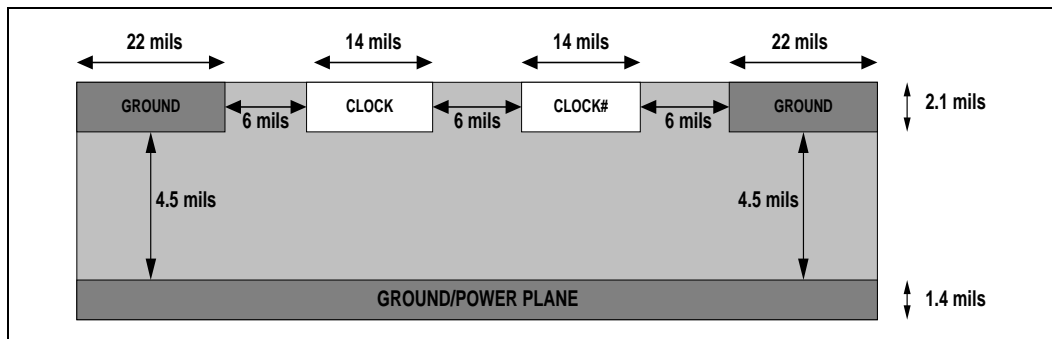 22 mils
14 mils
14 mils
22 mils
GROUND
CLOCK
CLOCK#
GROUND
2.1 mils
6 mils
6 mils
6 mils
4.5 mils
4.5 mils
GROUND/POWER PLANE
1.4 mils